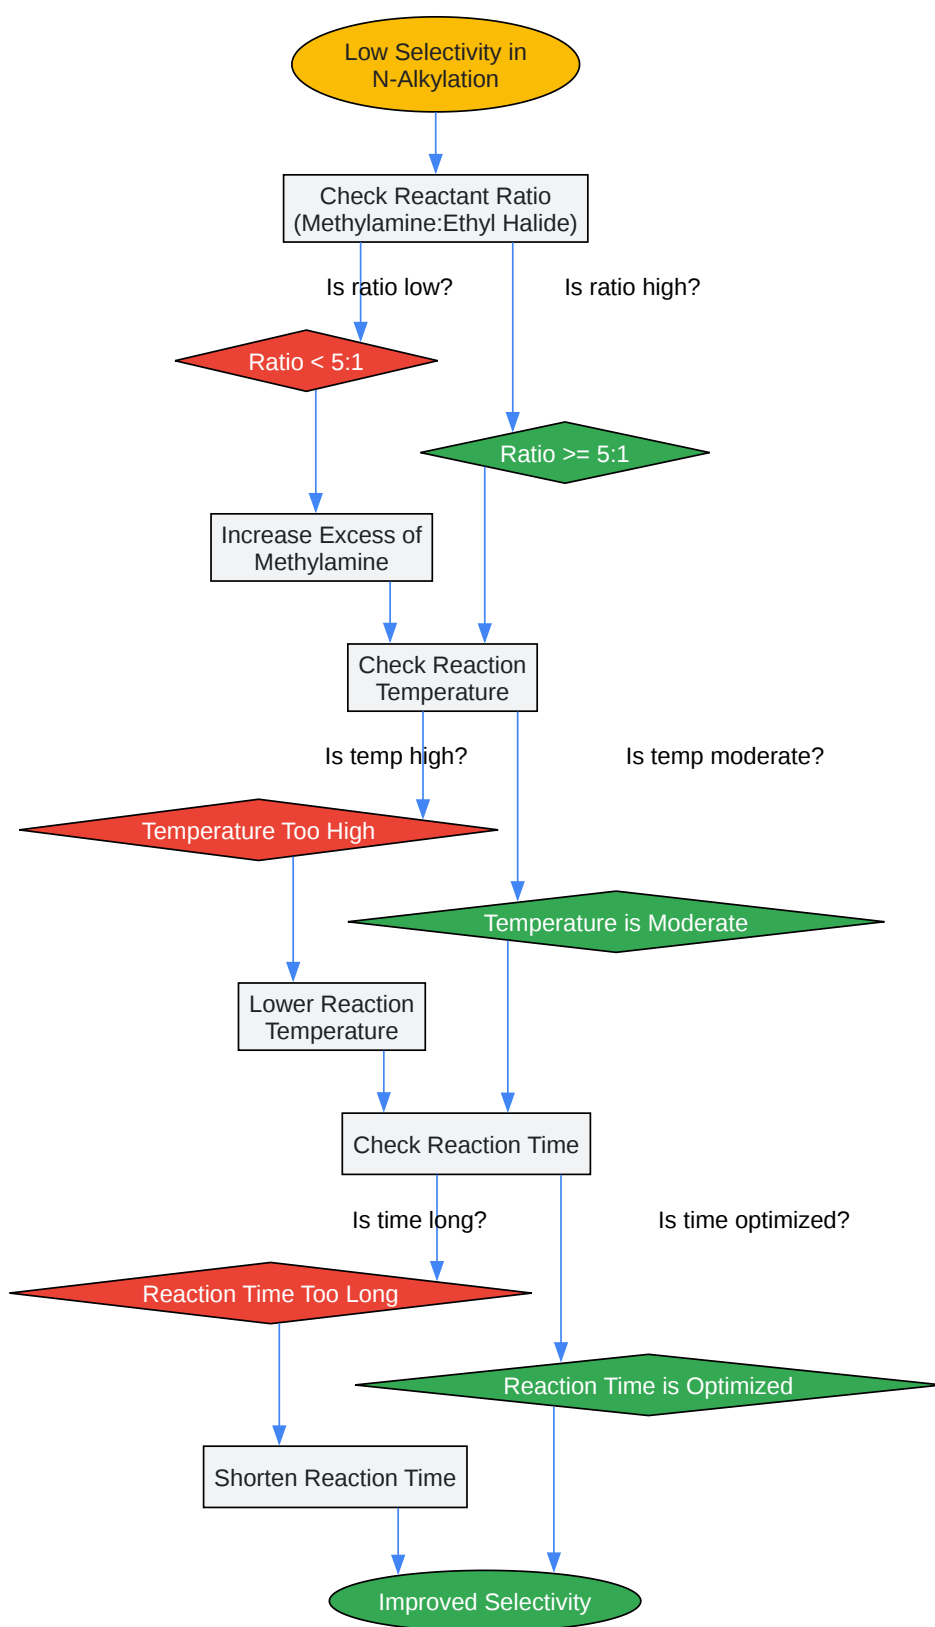 Low Selectivity in
N-Alkylation
Check Reactant Ratio
(Methylamine:Ethyl Halide)
Is ratio low?
Is ratio high?
Ratio < 5:1
Ratio >= 5:1
Increase Excess of
Methylamine
Check Reaction
Temperature
Is temp high?
Is temp moderate?
Temperature Too High
Temperature is Moderate
Lower Reaction
Temperature
Check Reaction Time
Is time long?
Is time optimized?
Reaction Time Too Long
Reaction Time is Optimized
Shorten Reaction Time
Improved Selectivity